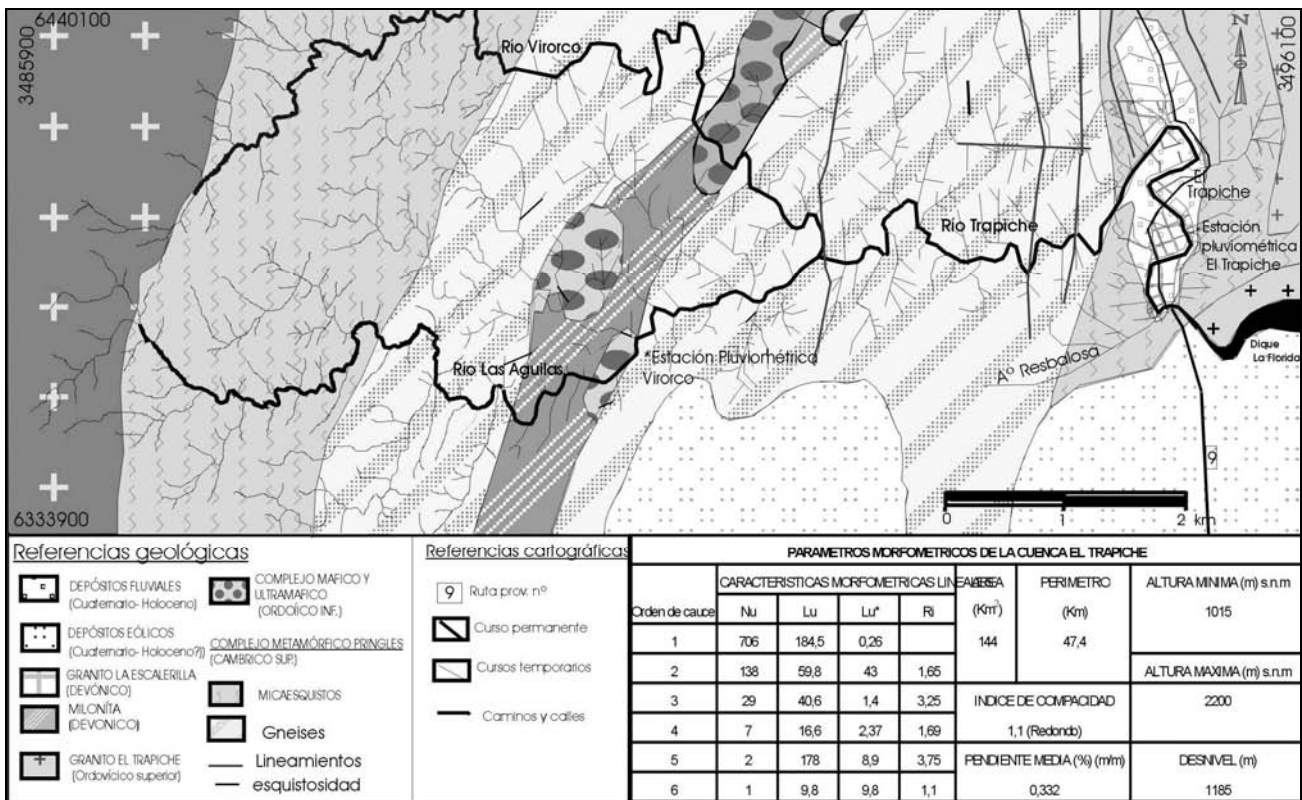 6440100
3485900
3496100
N
Río Virorco
El
Trapiche
Río Trapiche
Estación
pluviométrica
El Trapiche
*Estación Pluviométrica
Virorco
Río Las Aguilas
Aº Resbalosa
Dique
La Florida
9
6333900
0 2 km
Referencias geológicas
DEPÓSITOS FLUVIALES
(Cuaternario- Holoceno)
DEPÓSITOS EÓLICOS
(Cuaternario- Holoceno?))
GRANITO LA ESCALERILLA
(DEVÓNICO)
MILONÍTA
(DEVONICO)
GRANITO EL TRAPICHE
(Ordovícico superior)
COMPLEJO MAFICO Y
ULTRAMAFICO
(ORDOÍICO INF.)
COMPLEJO METAMÓRFICO PRINGLES
(CAMBRICO SUP.)
MICAESQUISTOS
Gneises
Lineamientos
esquistosidad
Referencias cartográficas
9 Ruta prov. nº
Curso permanente
Cursos temporarios
Caminos y calles
PARAMETROS MORFOMETRICOS DE LA CUENCA EL TRAPICHE
CARACTERISTICAS MORFOMETRICAS LINEALES
Orden de cauce Nu Lu Lu* Ri
1 706 184,5 0,26
2 138 59,8 43 1,65
3 29 40,6 1,4 3,25
4 7 16,6 2,37 1,69
5 2 178 8,9 3,75
6 1 9,8 9,8 1,1
AREA
(Km²)
144
PERIMETRO
(Km)
47,4
ALTURA MINIMA (m) s.n.m
1015
ALTURA MAXIMA (m) s.n.m
2200
INDICE DE COMPACIDAD
1,1 (Redondo)
PENDIENTE MEDIA (%) (m/m)
0,332
DESNIVEL (m)
1185